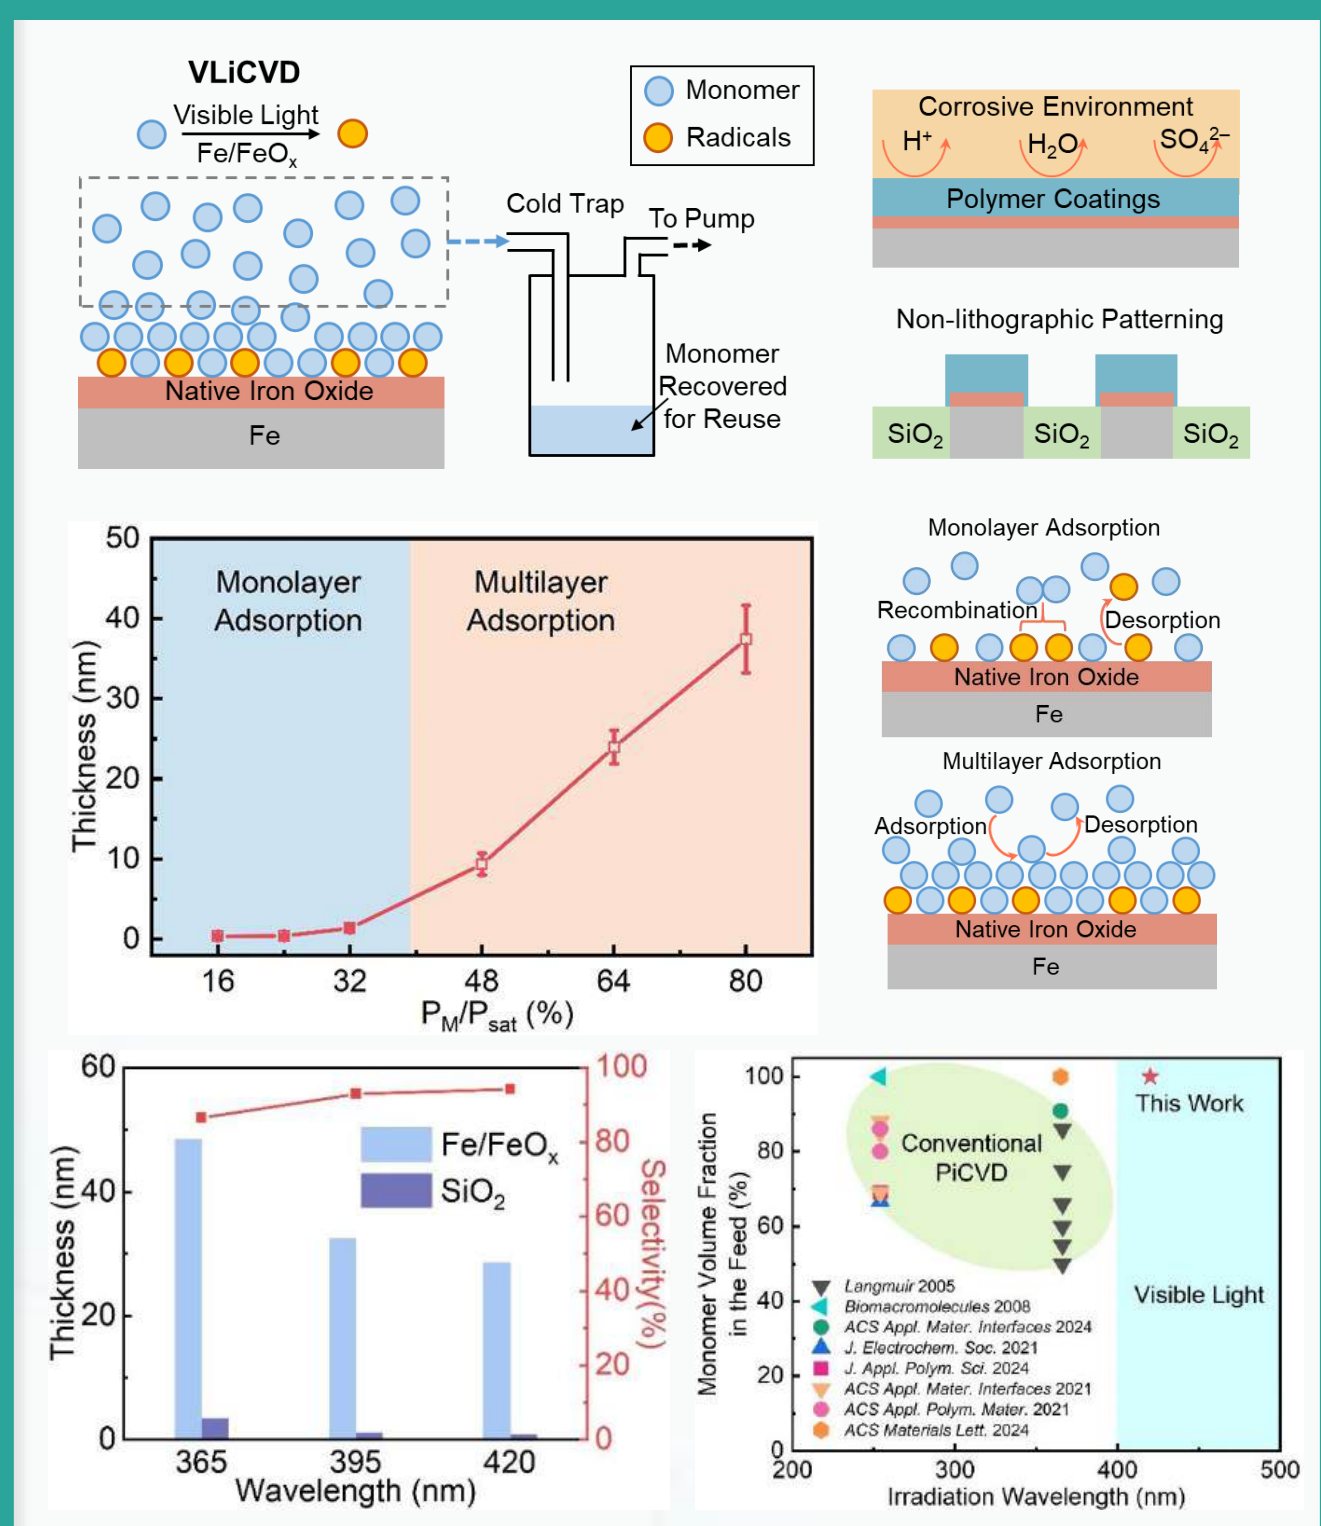 VLiCVD
Visible Light
Fe/FeOx
Monomer
Radicals
Cold Trap
To Pump
Monomer
Recovered
for Reuse
Native Iron Oxide
Fe
Corrosive Environment
H⁺
H₂O
SO₄²⁻
Polymer Coatings
Non-lithographic Patterning
SiO₂
SiO₂
SiO₂
50
40
30
20
10
0
Thickness (nm)
Monolayer
Adsorption
Multilayer
Adsorption
16
32
48
64
80
P_M/P_sat (%)
Monolayer Adsorption
Recombination
Desorption
Native Iron Oxide
Fe
Multilayer Adsorption
Adsorption
Desorption
Native Iron Oxide
Fe
60
40
20
0
Thickness (nm)
Fe/FeOx
SiO₂
100
80
60
40
20
0
Selectivity(%)
365
395
420
Wavelength (nm)
Monomer Volume Fraction
in the Feed (%)
100
80
60
40
20
0
Conventional
PiCVD
This Work
Visible Light
Langmuir 2005
Biomacromolecules 2008
ACS Appl. Mater. Interfaces 2024
J. Electrochem. Soc. 2021
J. Appl. Polym. Sci. 2024
ACS Appl. Mater. Interfaces 2021
ACS Appl. Polym. Mater. 2021
ACS Materials Lett. 2024
200
300
400
500
Irradiation Wavelength (nm)